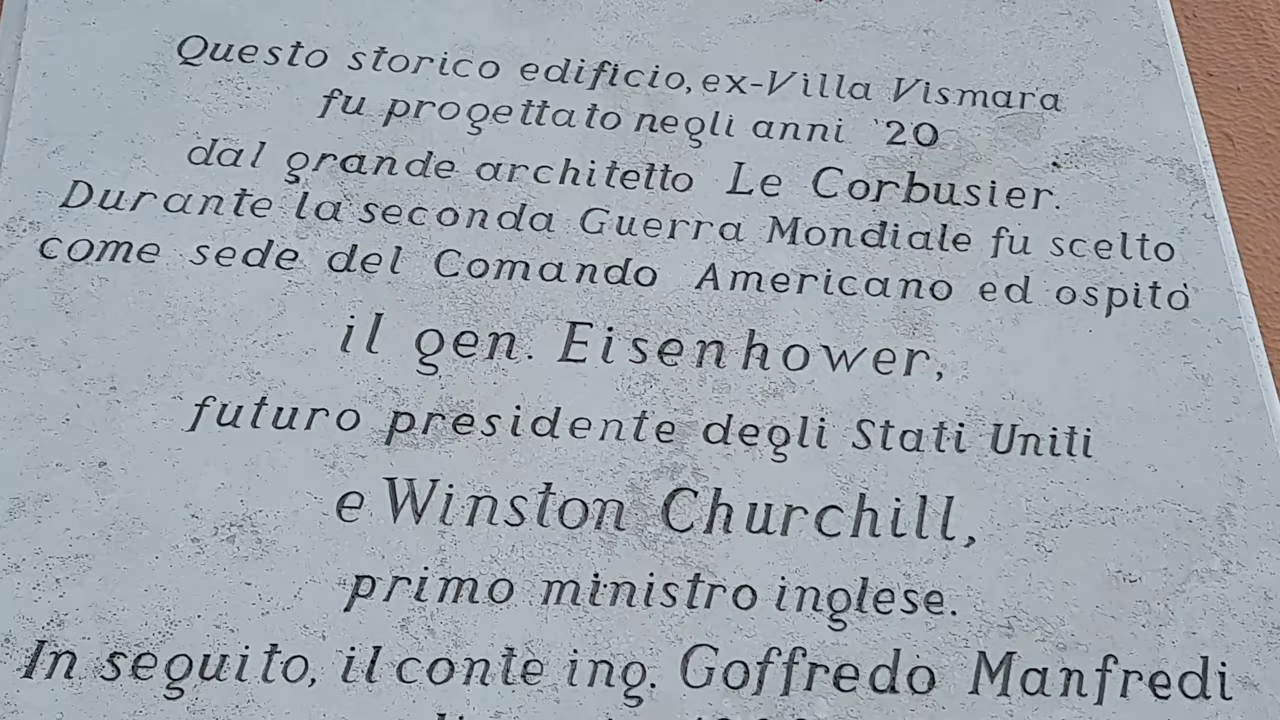 Questo storico edificio, ex-Villa Vismara
fu progettato negli anni '20
dal grande architetto Le Corbusier.
Durante la seconda Guerra Mondiale fu scelto
come sede del Comando Americano ed ospitò
il gen. Eisenhower,
futuro presidente degli Stati Uniti
e Winston Churchill,
primo ministro inglese.
In seguito, il conte ing. Goffredo Manfredi